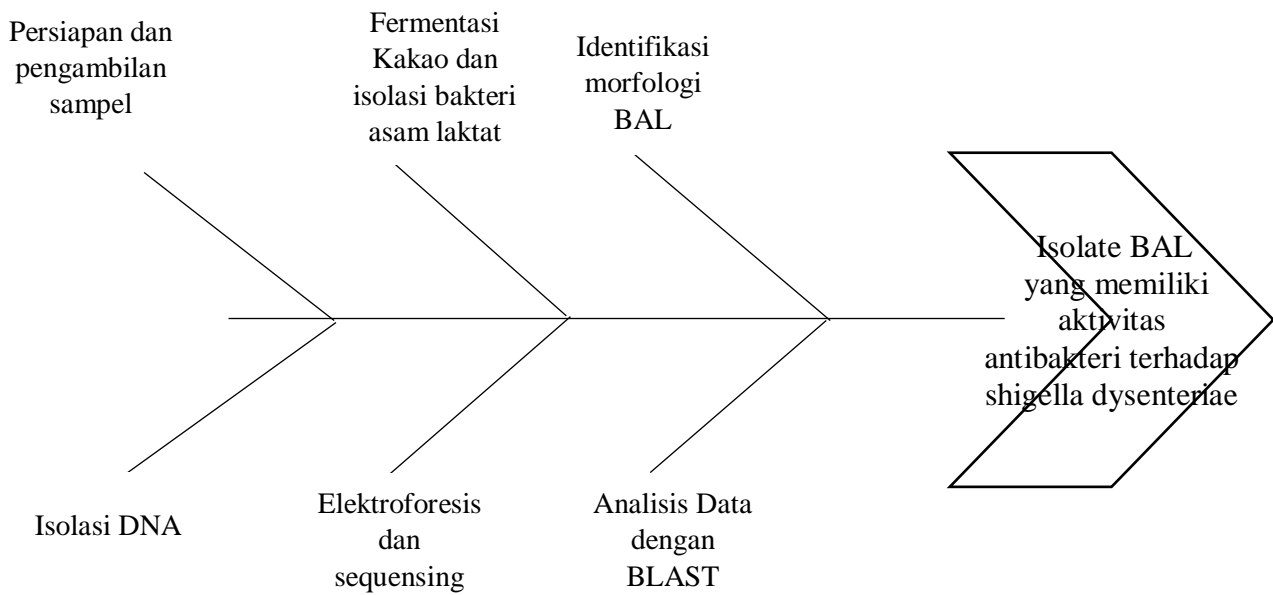 Persiapan dan
pengambilan
sampel
Fermentasi
Kakao dan
isolasi bakteri
asam laktat
Identifikasi
morfologi
BAL
Isolate BAL
yang memiliki
aktivitas
antibakteri terhadap
shigella dysenteriae
Isolasi DNA
Elektroforesis
dan
sequensing
Analisis Data
dengan
BLAST